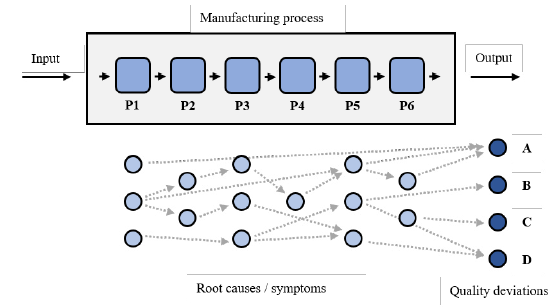 Manufacturing process
Input
Output
P1 P2 P3 P4 P5 P6
A
B
C
D
Root causes / symptoms
Quality deviations